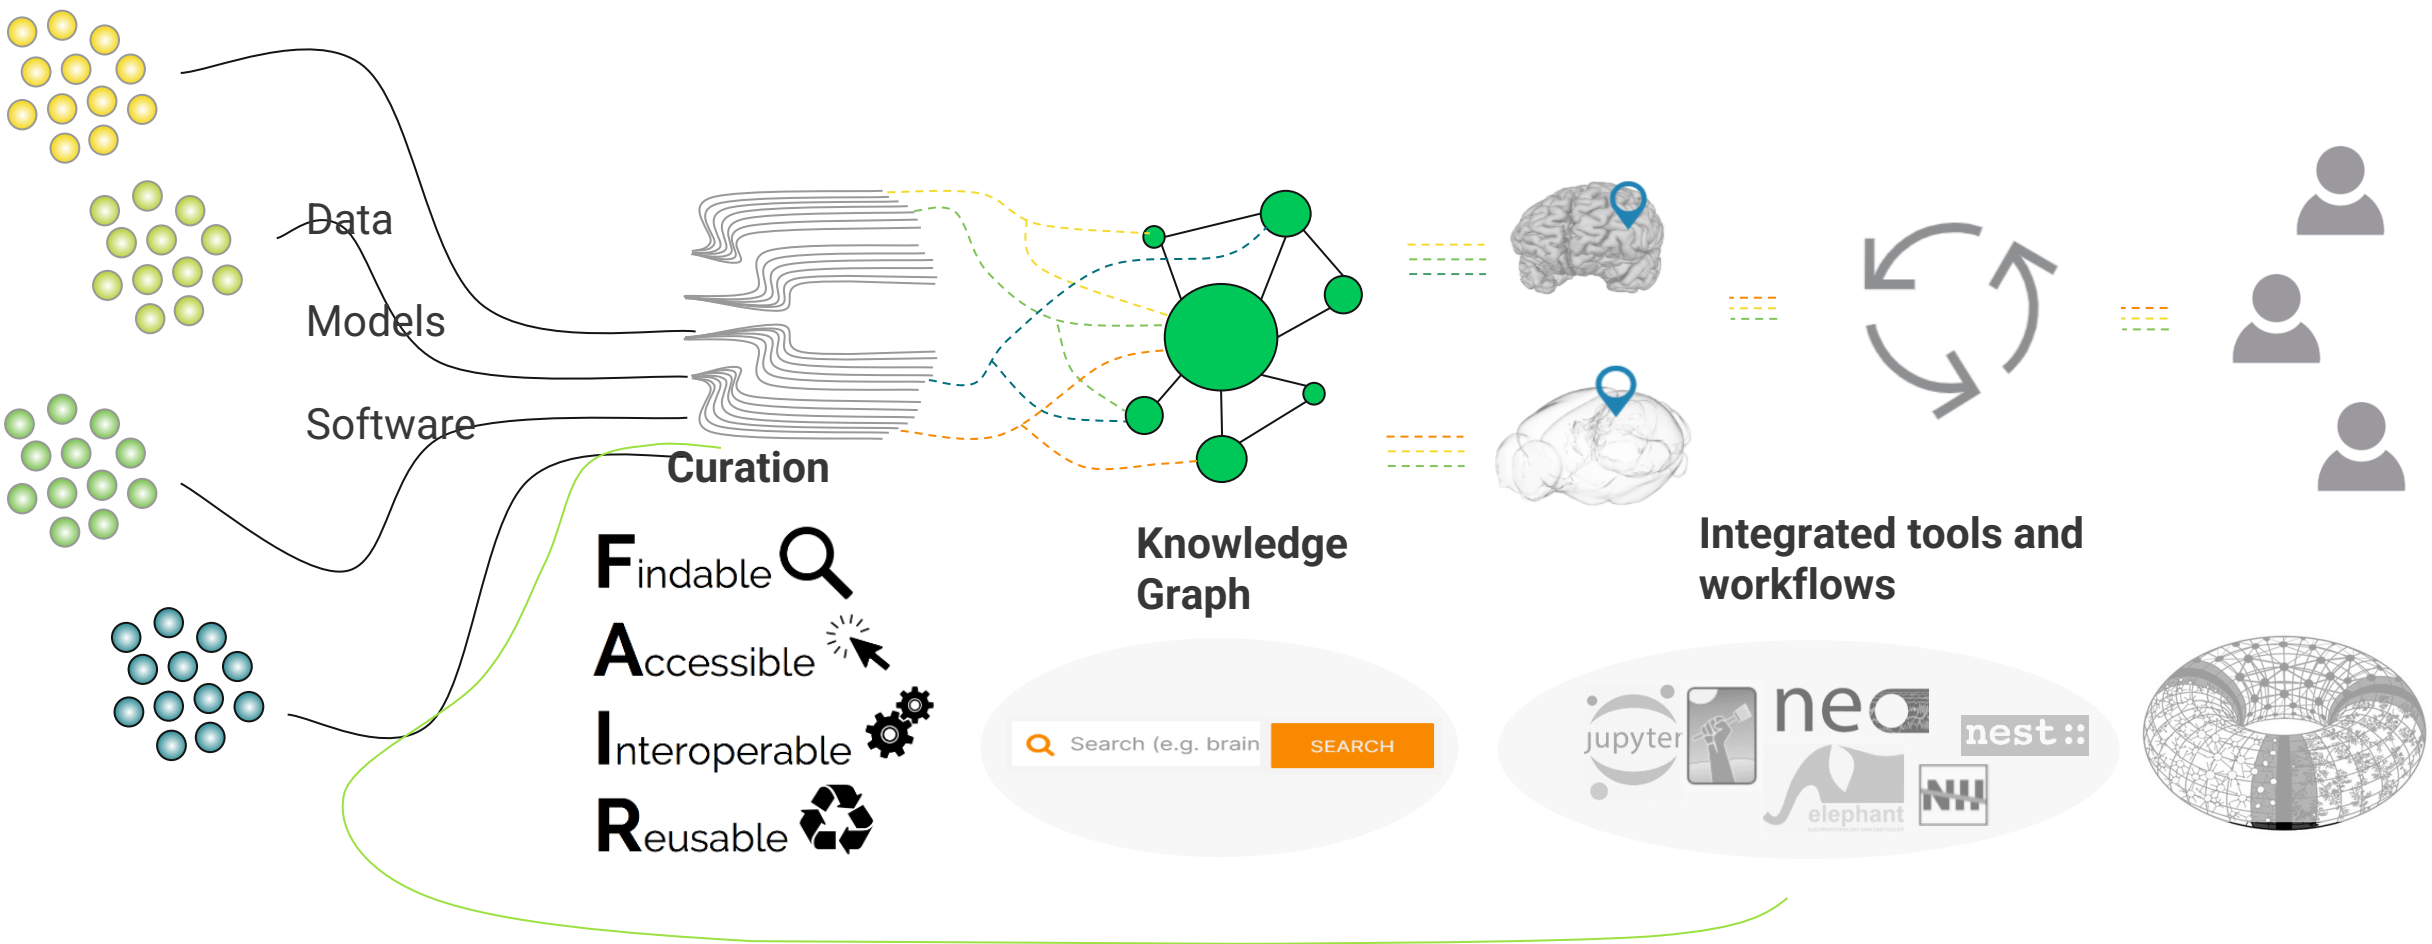 Data
Models
Software
Curation
Findable
Accessible
Interoperable
Reusable
Knowledge
Graph
Search (e.g. brain
SEARCH
Integrated tools and
workflows
jupyter
neo
nest::
elephant
NH